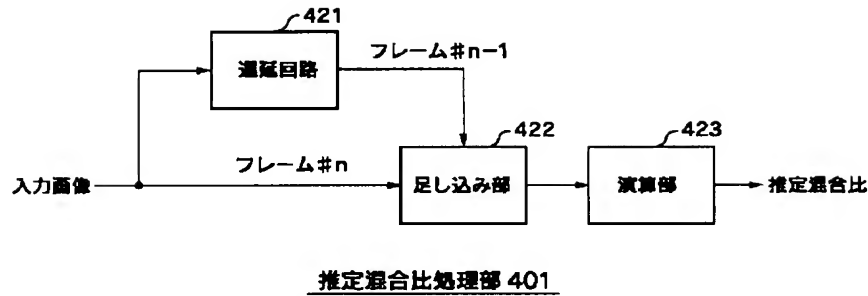 421
遅延回路
フレーム#n−1
422
423
フレーム#n
入力画像
足し込み部
演算部
推定混合比
推定混合比処理部 401